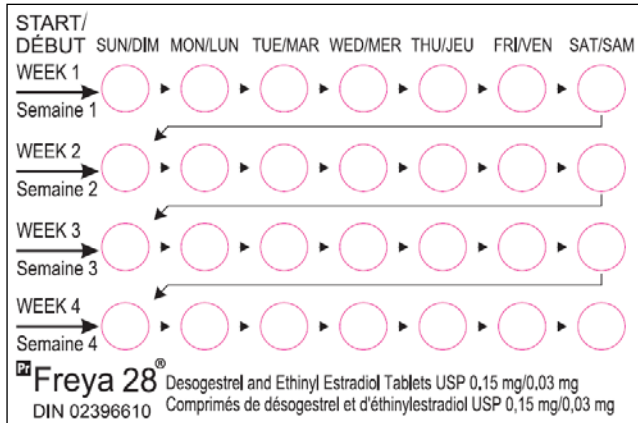 START/
DÉBUT SUN/DIM MON/LUN TUE/MAR WED/MER THU/JEU FRI/VEN SAT/SAM
WEEK 1
Semaine 1
WEEK 2
Semaine 2
WEEK 3
Semaine 3
WEEK 4
Semaine 4
Pr Freya 28® Desogestrel and Ethinyl Estradiol Tablets USP 0.15 mg/0.03 mg
DIN 02396610 Comprimés de désogestrel et d'éthinylestradiol USP 0,15 mg/0,03 mg